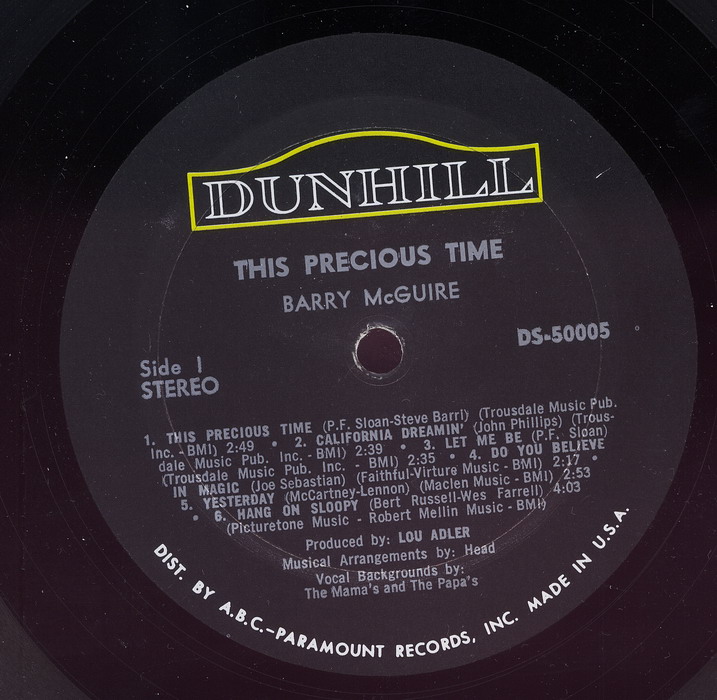 DUNHILL
THIS PRECIOUS TIME
BARRY McGUIRE
DS-50005
Side 1
STEREO
1. THIS PRECIOUS TIME (P.F. Sloan-Steve Barri) (Trousdale Music Pub.
Inc. - BMI) 2:49 • 2. CALIFORNIA DREAMIN' (John Phillips) (Trous-
dale Music Pub. Inc. - BMI) 2:39 • 3. LET ME BE (P.F. Sloan)
(Trousdale Music Pub. Inc. - BMI) 2:35 • 4. DO YOU BELIEVE
IN MAGIC (Joe Sebastian) (Faithful-Virture Music - BMI) 2:17 •
5. YESTERDAY (McCartney-Lennon) (Maclen Music - BMI) 2:53
• 6. HANG ON SLOOPY (Bert Russell-Wes Farrell) 4:03
(Picturetone Music - Robert Mellin Music - BMI)
Produced by: LOU ADLER
Musical Arrangements by: Head
Vocal Backgrounds by:
The Mama's and The Papa's
DIST. BY A.B.C.-PARAMOUNT RECORDS, INC. MADE IN U.S.A.